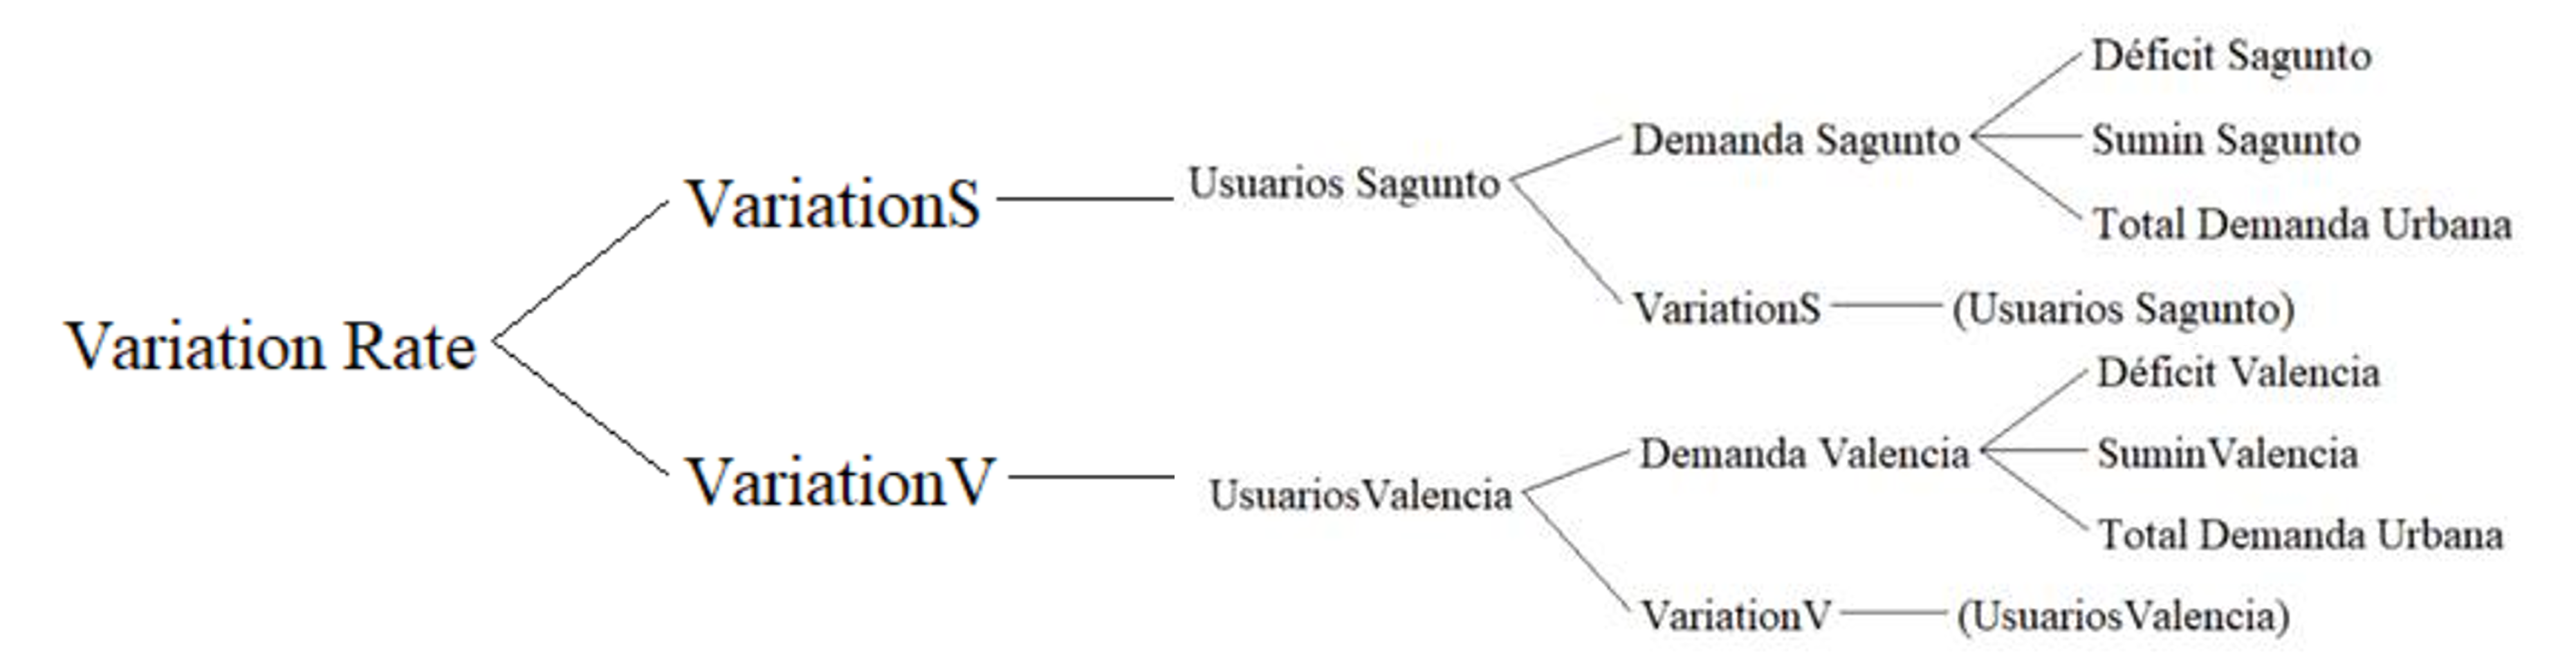 Variation Rate
VariationS
Usuarios Sagunto
Demanda Sagunto
Déficit Sagunto
Sumin Sagunto
Total Demanda Urbana
VariationS
(Usuarios Sagunto)
VariationV
UsuariosValencia
Demanda Valencia
Déficit Valencia
SuminValencia
Total Demanda Urbana
VariationV
(UsuariosValencia)